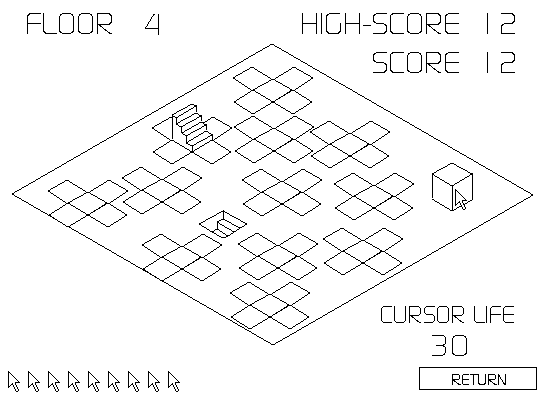 FLOOR 4
HIGH-SCORE 12
SCORE 12
CURSOR LIFE
30
RETURN